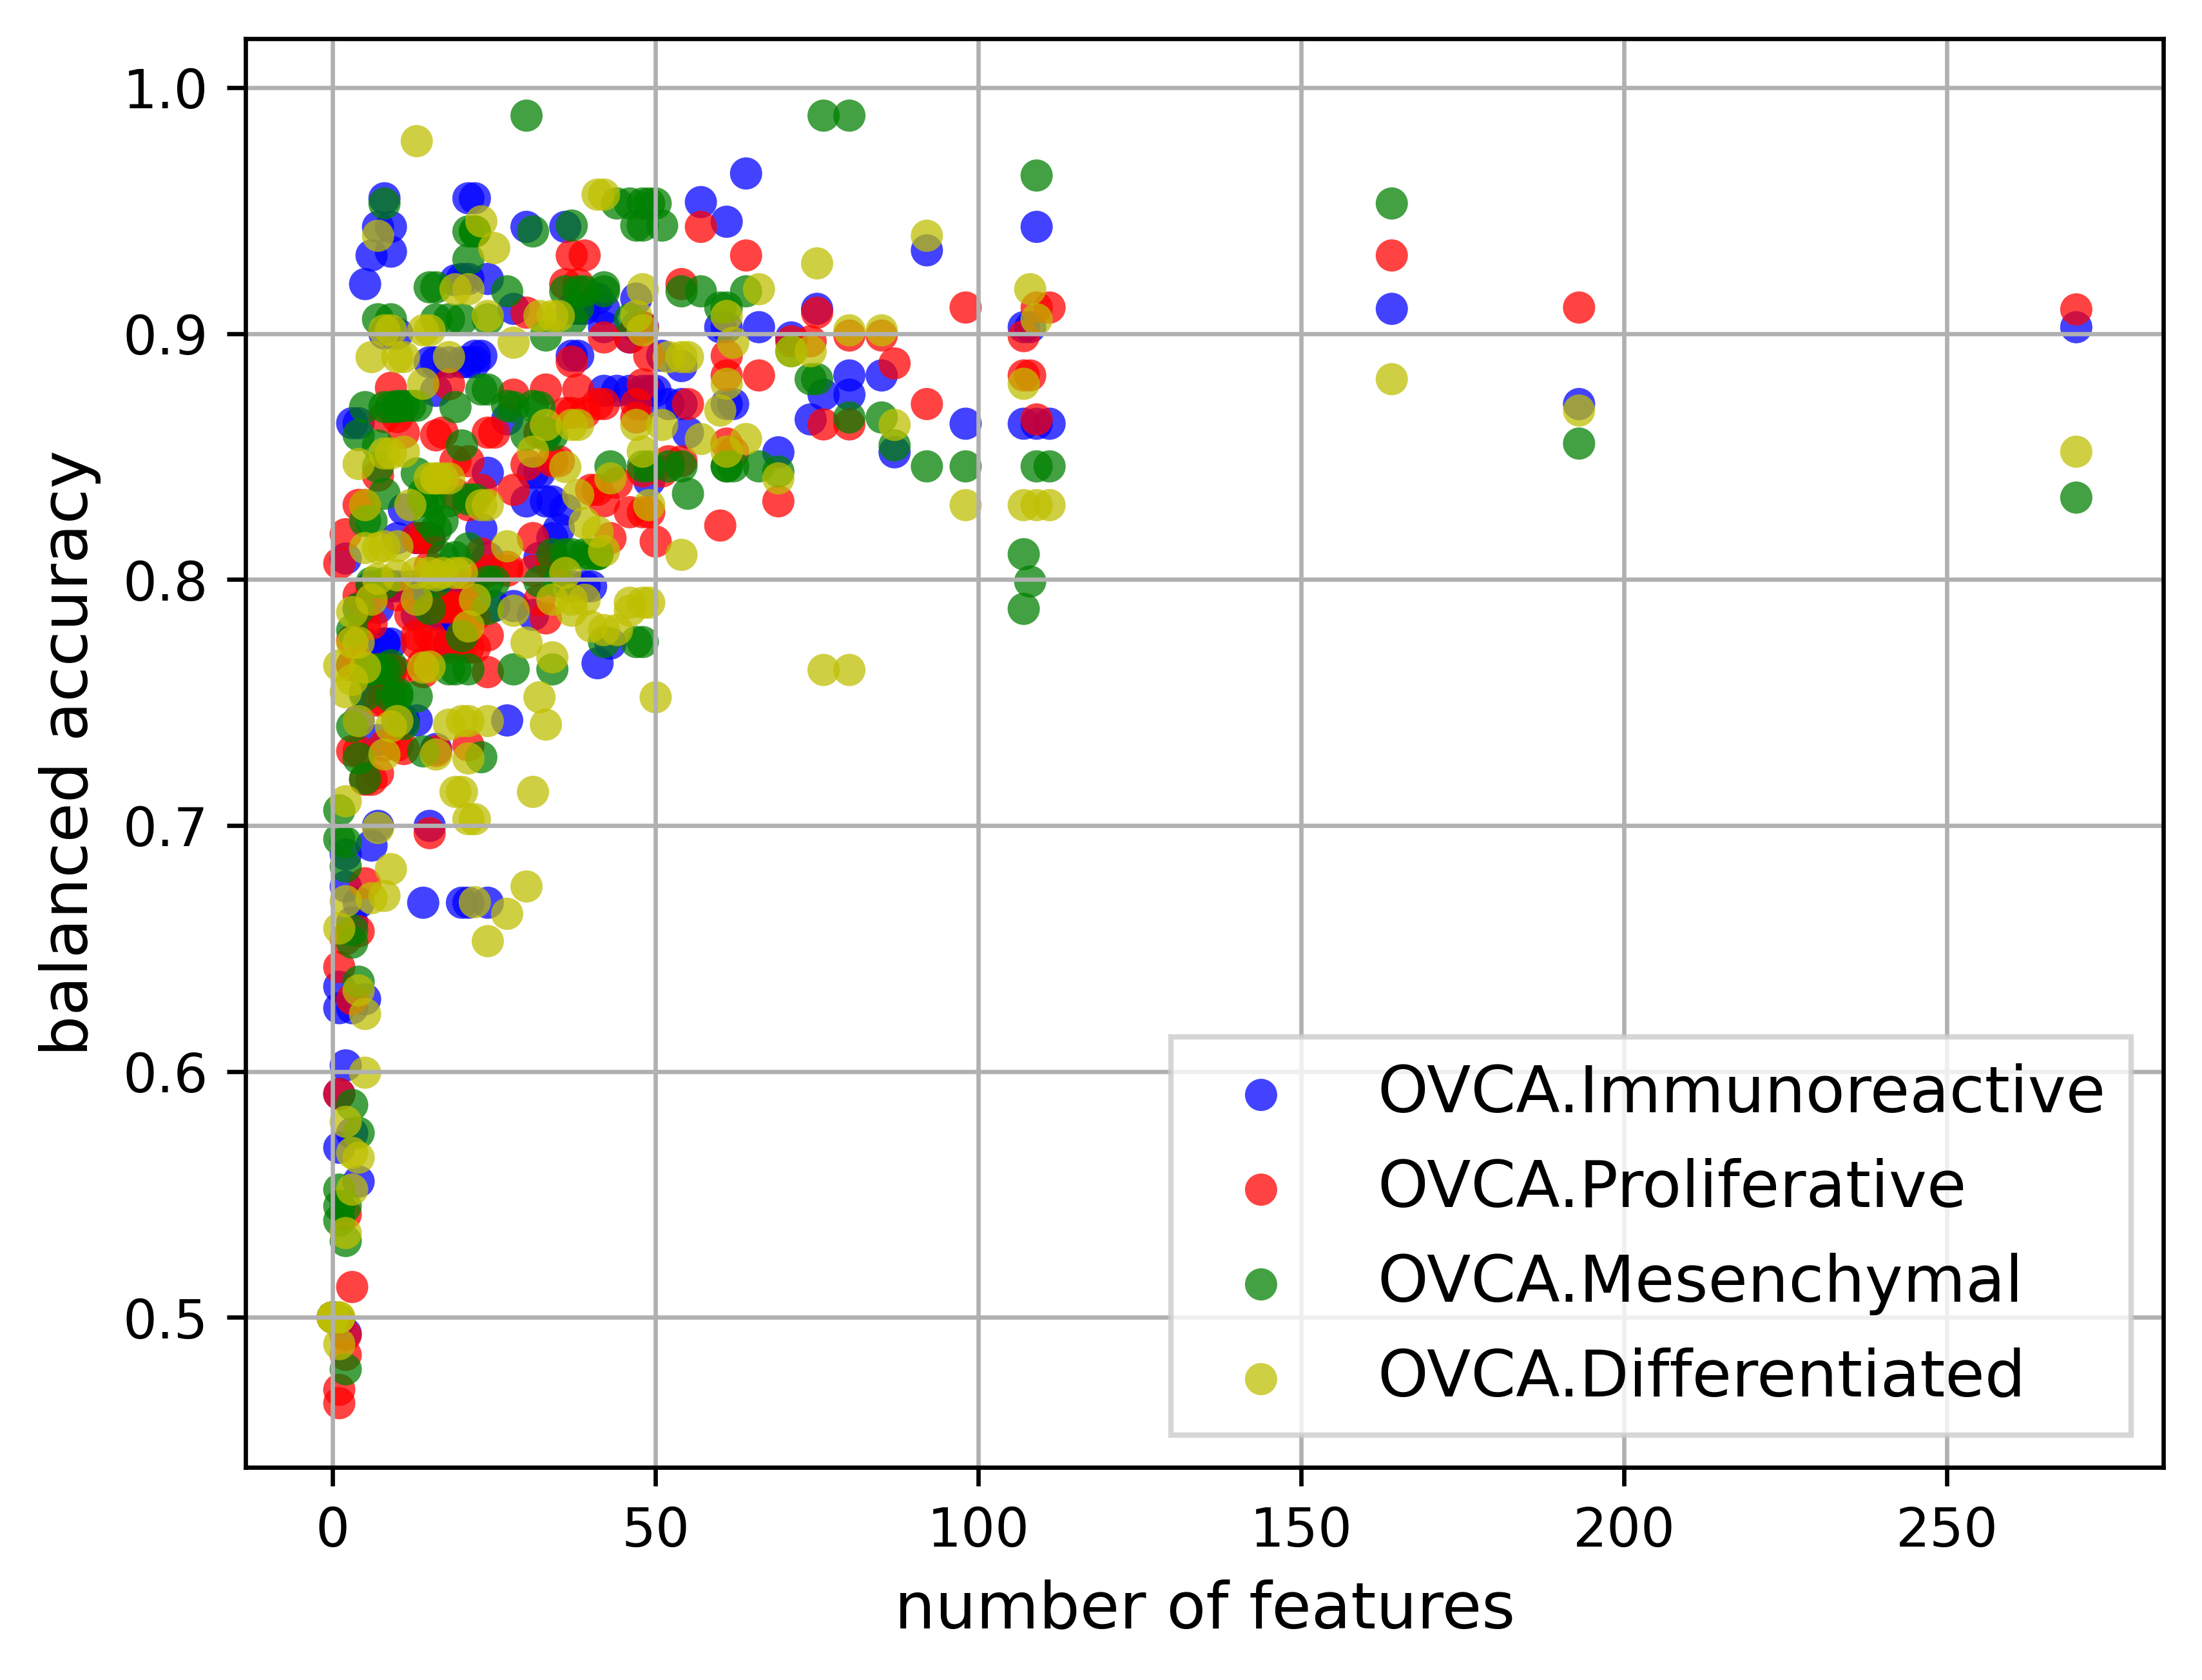 1.0
0.9
0.8
0.7
0.6
0.5
balanced accuracy
OVCA.Immunoreactive
OVCA.Proliferative
OVCA.Mesenchymal
OVCA.Differentiated
0 50 100 150 200 250
number of features